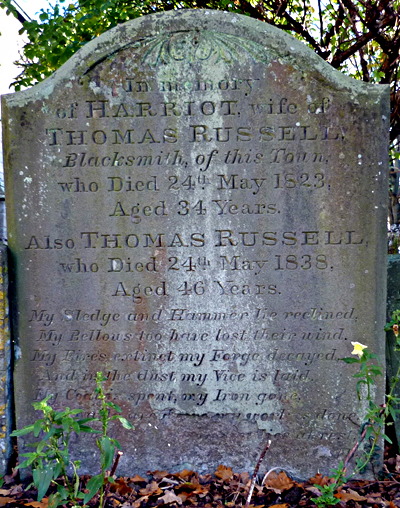 In memory
of HARRIOT, wife of
THOMAS RUSSELL,
Blacksmith, of this Town,
who Died 24th May 1823,
Aged 34 Years.
Also THOMAS RUSSELL,
who Died 24th May 1838,
Aged 46 Years.
My Sledge and Hammer lie reclined,
My Bellows too have lost their wind.
My Fires extinct my Forge decayed,
And in the dust my Vice is laid,
My Coal is spent, my Iron gone,
my done,